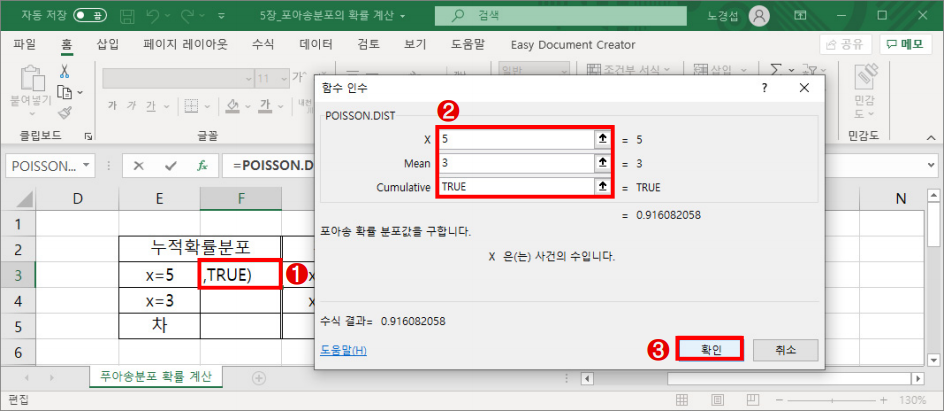 자동 저장 끔 5장_포아송분포의 확률 계산 검색 노경섭
파일 홈 삽입 페이지 레이아웃 수식 데이터 검토 보기 도움말 Easy Document Creator 공유 메모
붙여넣기 11 가 가 가 가 가 일반 조건부 서식 삽입 민감도
클립보드 글꼴 민감도
함수 인수 ? ×
POISSON.DIST
❷
X 5 = 5
Mean 3 = 3
Cumulative TRUE = TRUE
= 0.916082058
포아송 확률 분포값을 구합니다.
X 은(는) 사건의 수입니다.
수식 결과= 0.916082058
도움말(H) ❸ 확인 취소
POISSON... fx =POISSON.D
D E F N
1
2 누적확률분포
3 x=5 ,TRUE) ❶ x
4 x=3 x
5 차
6
푸아송분포 확률 계산
편집 130%